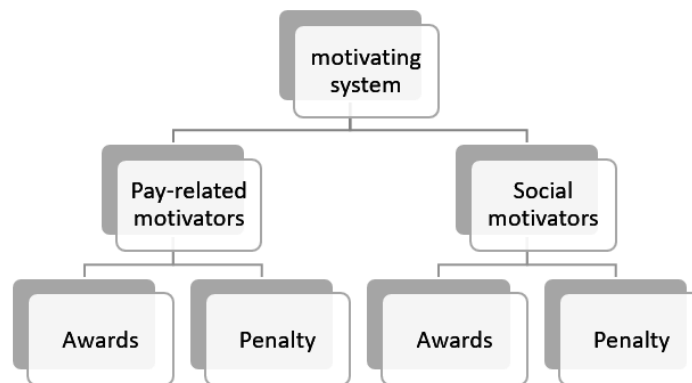 motivating
system
Pay-related
motivators
Social
motivators
Awards
Penalty
Awards
Penalty